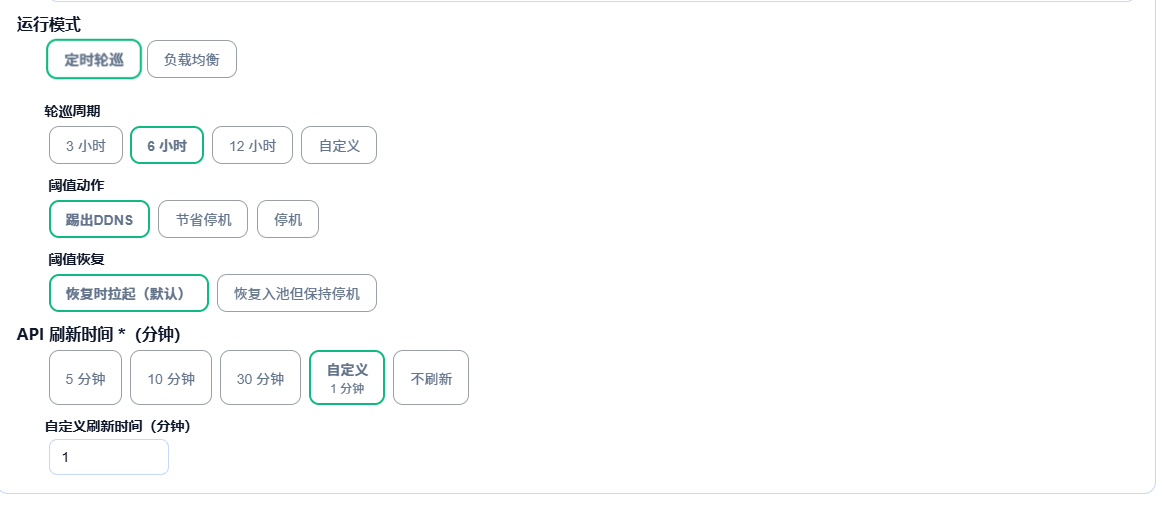 运行模式
定时轮巡 负载均衡
轮巡周期
3 小时 6 小时 12 小时 自定义
阈值动作
踢出DDNS 节省停机 停机
阈值恢复
恢复时拉起（默认） 恢复入池但保持停机
API 刷新时间 *（分钟）
5 分钟 10 分钟 30 分钟 自定义 不刷新
1 分钟
自定义刷新时间（分钟）
1